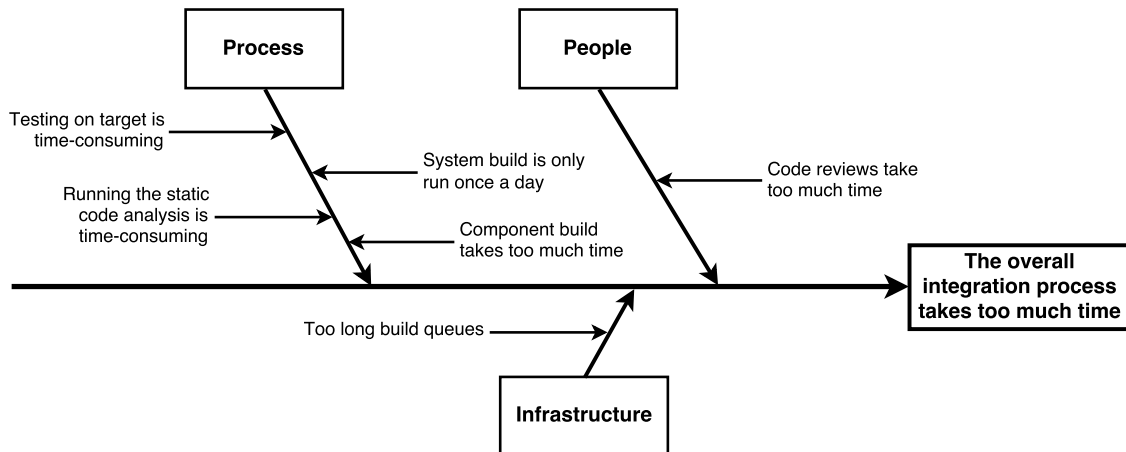 Process
People
Testing on target is
time-consuming
System build is only
run once a day
Code reviews take
too much time
Running the static
code analysis is
time-consuming
Component build
takes too much time
The overall
integration process
takes too much time
Too long build queues
Infrastructure